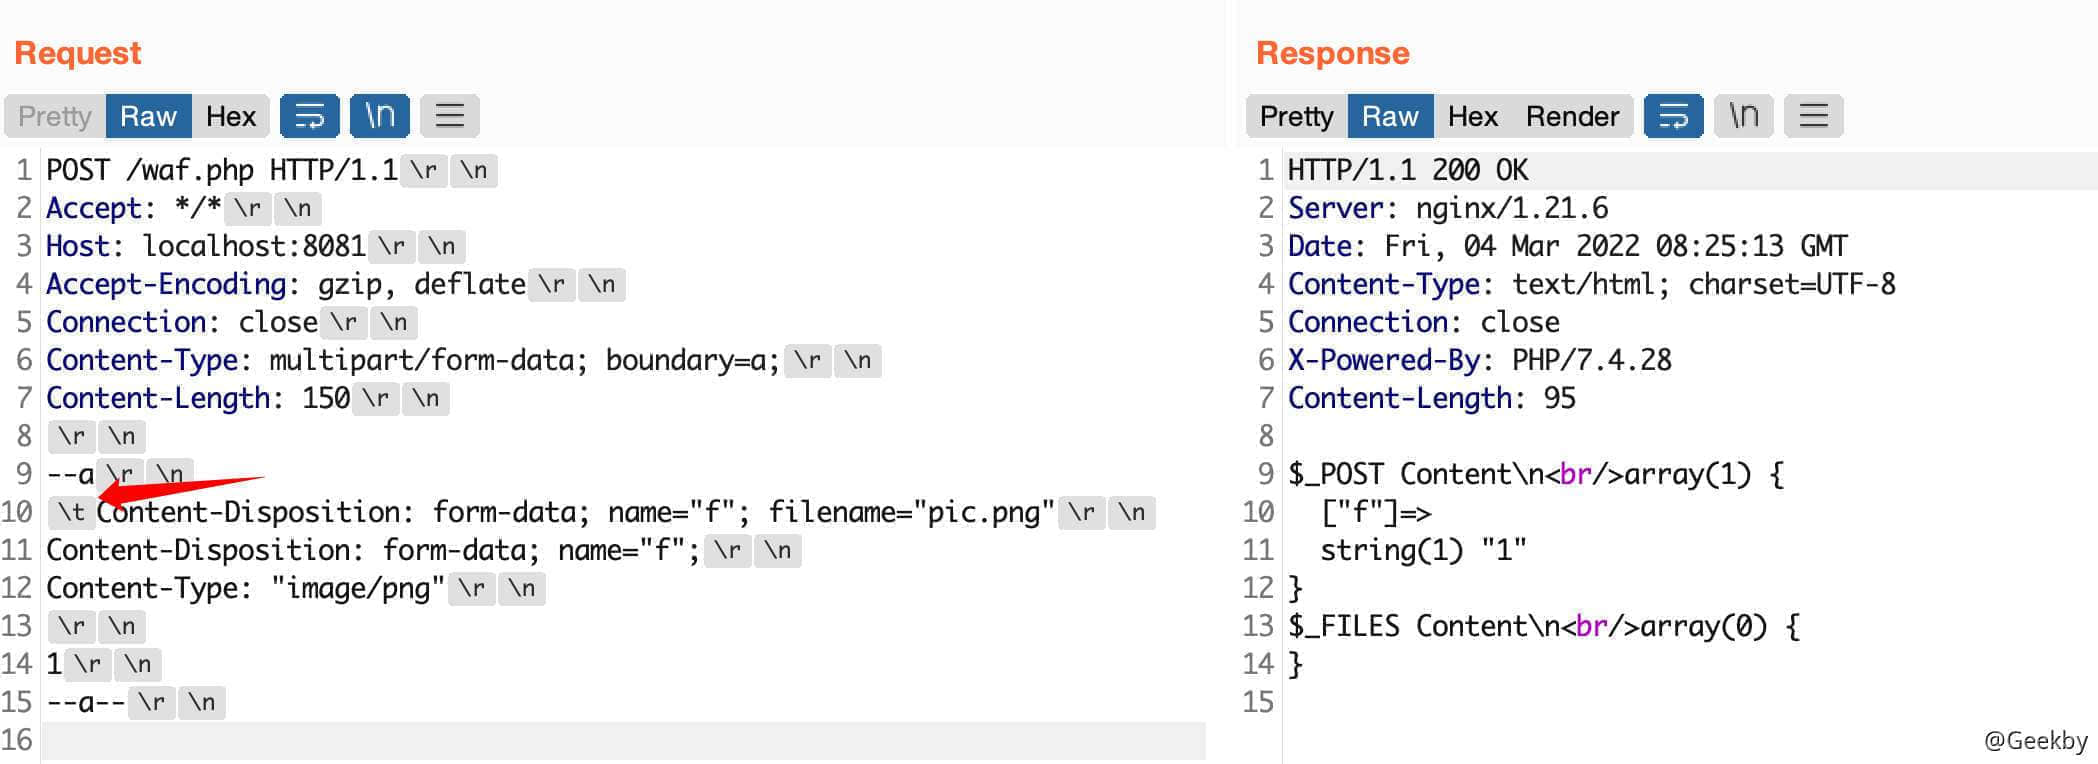 Request
Pretty Raw Hex \n
1 POST /waf.php HTTP/1.1 \r \n
2 Accept: */* \r \n
3 Host: localhost:8081 \r \n
4 Accept-Encoding: gzip, deflate \r \n
5 Connection: close \r \n
6 Content-Type: multipart/form-data; boundary=a; \r \n
7 Content-Length: 150 \r \n
8 \r \n
9 --a \r \n
10 \t Content-Disposition: form-data; name="f"; filename="pic.png" \r \n
11 Content-Disposition: form-data; name="f"; \r \n
12 Content-Type: "image/png" \r \n
13 \r \n
14 1 \r \n
15 --a-- \r \n
16
Response
Pretty Raw Hex Render \n
1 HTTP/1.1 200 OK
2 Server: nginx/1.21.6
3 Date: Fri, 04 Mar 2022 08:25:13 GMT
4 Content-Type: text/html; charset=UTF-8
5 Connection: close
6 X-Powered-By: PHP/7.4.28
7 Content-Length: 95
8
9 $_POST Content\n<br/>array(1) {
10 ["f"]=>
11 string(1) "1"
12 }
13 $_FILES Content\n<br/>array(0) {
14 }
15
@Geekby